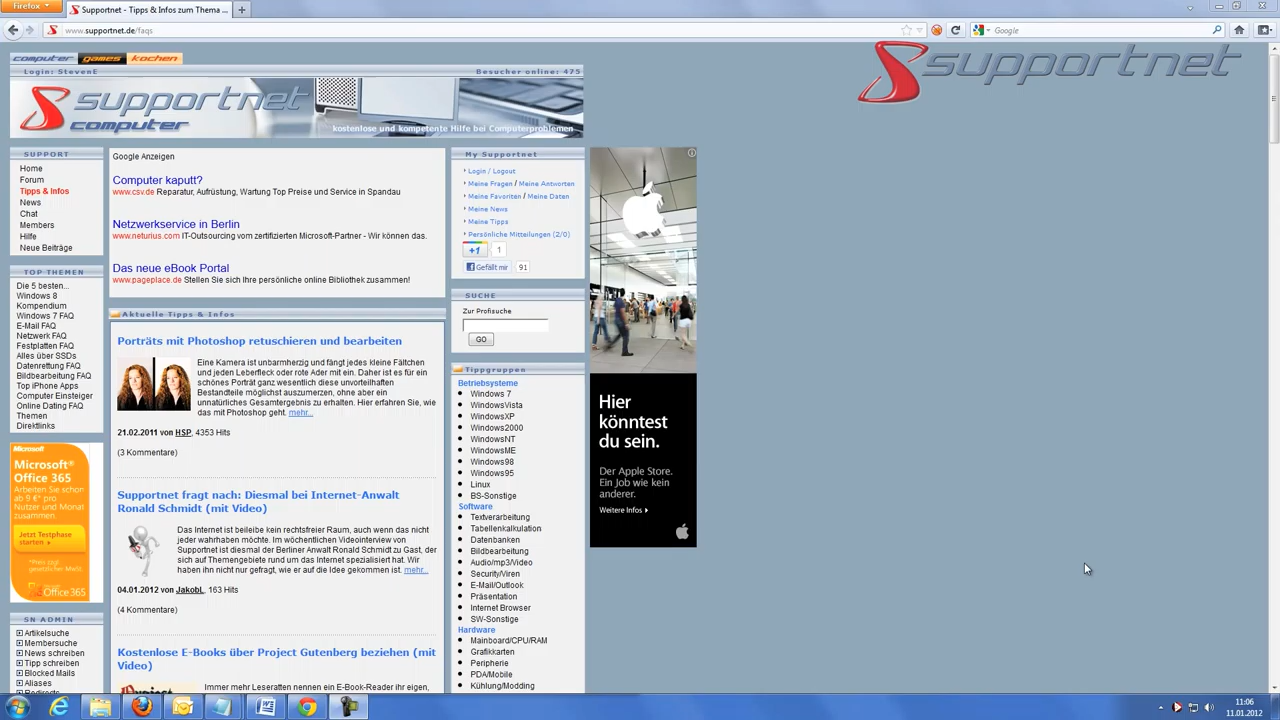 Firefox
Supportnet - Tipps & Infos zum Thema ...
www.supportnet.de/faqs
Google
computer games kochen
Login: StevenE
Besucher online: 475
supportnet
computer
kostenlose und kompetente Hilfe bei Computerproblemen
supportnet
SUPPORT
Home
Forum
Tipps & Infos
News
Chat
Members
Hilfe
Neue Beiträge
TOP THEMEN
Die 5 besten...
Windows 8
Kompendium
Windows 7 FAQ
E-Mail FAQ
Netzwerk FAQ
Festplatten FAQ
Alles über SSDs
Datenrettung FAQ
Bildbearbeitung FAQ
Top iPhone Apps
Computer Einsteiger
Online Dating FAQ
Themen
Direktlinks
Microsoft
Microsoft®
Office 365
Arbeiten Sie schon
ab 9 €* pro
Nutzer und Monat
zusammen.
Jetzt Testphase
starten
*Preis zzgl.
gesetzlicher MwSt.
Office 365
SN ADMIN
Artikelsuche
Membersuche
News schreiben
Tipp schreiben
Blocked Mails
Aliases
Redirects
Google Anzeigen
Computer kaputt?
www.csv.de Reparatur, Aufrüstung, Wartung Top Preise und Service in Spandau
Netzwerkservice in Berlin
www.neturius.com IT-Outsourcing vom zertifizierten Microsoft-Partner - Wir können das.
Das neue eBook Portal
www.pageplace.de Stellen Sie sich Ihre persönliche online Bibliothek zusammen!
Aktuelle Tipps & Infos
Porträts mit Photoshop retuschieren und bearbeiten
Eine Kamera ist unbarmherzig und fängt jedes kleine Fältchen
und jeden Leberfleck oder rote Ader mit ein. Daher ist es für ein
schönes Porträt ganz wesentlich diese unvorteilhaften
Bestandteile möglichst auszumerzen, ohne aber ein
unnatürliches Gesamtergebnis zu erhalten. Hier erfahren Sie, wie
das mit Photoshop geht. mehr...
21.02.2011 von HSP, 4353 Hits
(3 Kommentare)
Supportnet fragt nach: Diesmal bei Internet-Anwalt
Ronald Schmidt (mit Video)
Das Internet ist beileibe kein rechtsfreier Raum, auch wenn das nicht
jeder wahrhaben möchte. Im wöchentlichen Videointerview von
Supportnet ist diesmal der Berliner Anwalt Ronald Schmidt zu Gast, der
sich auf Themengebiete rund um das Internet spezialisiert hat. Wir
haben ihn nicht nur gefragt, wie er auf die Idee gekommen ist. mehr...
04.01.2012 von JakobL, 163 Hits
(4 Kommentare)
Kostenlose E-Books über Project Gutenberg beziehen (mit
Video)
Project
Immer mehr Leseratten nennen ein E-Book-Reader ihr eigen,
My Supportnet
Login / Logout
Meine Fragen / Meine Antworten
Meine Favoriten / Meine Daten
Meine News
Meine Tipps
Persönliche Mitteilungen (2/0)
+1 1
Gefällt mir 91
SUCHE
Zur Profisuche
GO
Tippgruppen
Betriebsysteme
Windows 7
WindowsVista
WindowsXP
Windows2000
WindowsNT
WindowsME
Windows98
Windows95
Linux
BS-Sonstige
Software
Textverarbeitung
Tabellenkalkulation
Datenbanken
Bildbearbeitung
Audio/mp3/Video
Security/Viren
E-Mail/Outlook
Präsentation
Internet Browser
SW-Sonstige
Hardware
Mainboard/CPU/RAM
Grafikkarten
Peripherie
PDA/Mobile
Kühlung/Modding
Hier
könntest
du sein.
Der Apple Store.
Ein Job wie kein
anderer.
Weitere Infos
11:06
11.01.2012